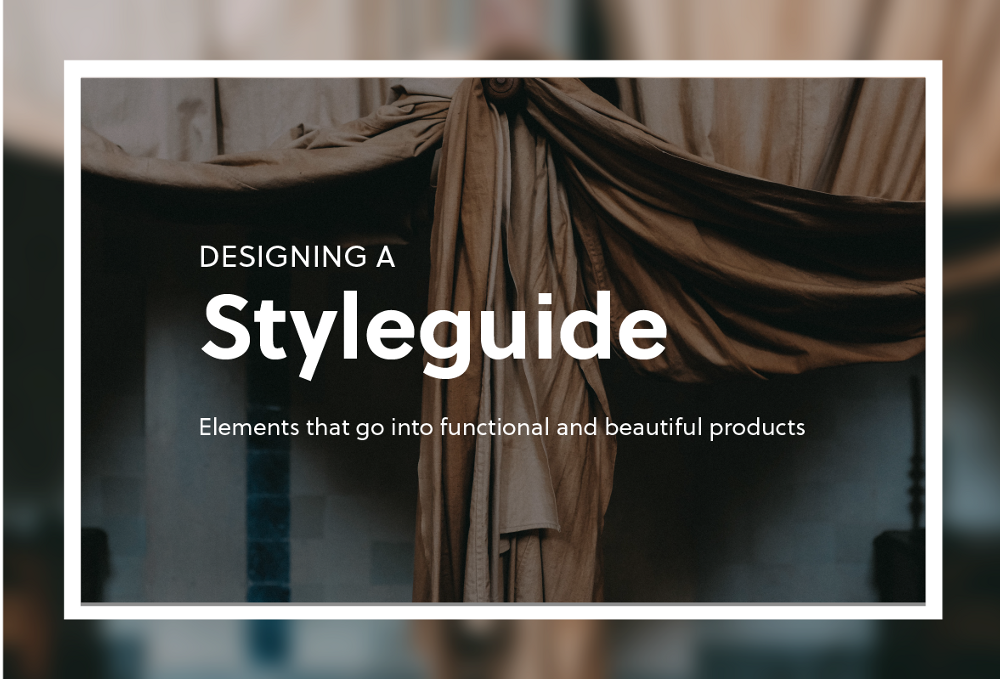 DESIGNING A
Styleguide
Elements that go into functional and beautiful products